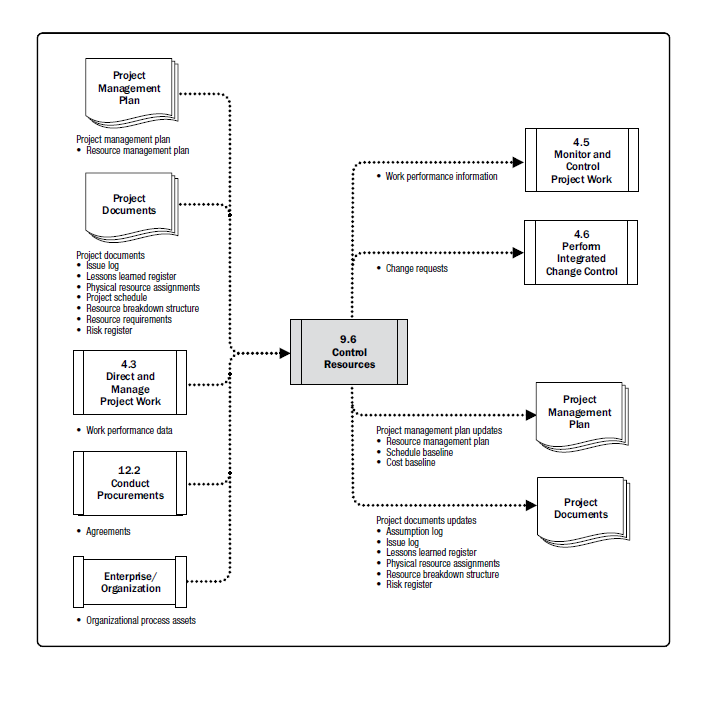 Project
Management
Plan
Project management plan
• Resource management plan
Project
Documents
Project documents
• Issue log
• Lessons learned register
• Physical resource assignments
• Project schedule
• Resource breakdown structure
• Resource requirements
• Risk register
4.3
Direct and
Manage
Project Work
• Work performance data
12.2
Conduct
Procurements
• Agreements
Enterprise/
Organization
• Organizational process assets
9.6
Control
Resources
4.5
Monitor and
Control
Project Work
• Work performance information
4.6
Perform
Integrated
Change Control
• Change requests
Project
Management
Plan
Project management plan updates
• Resource management plan
• Schedule baseline
• Cost baseline
Project
Documents
Project documents updates
• Assumption log
• Issue log
• Lessons learned register
• Physical resource assignments
• Resource breakdown structure
• Risk register